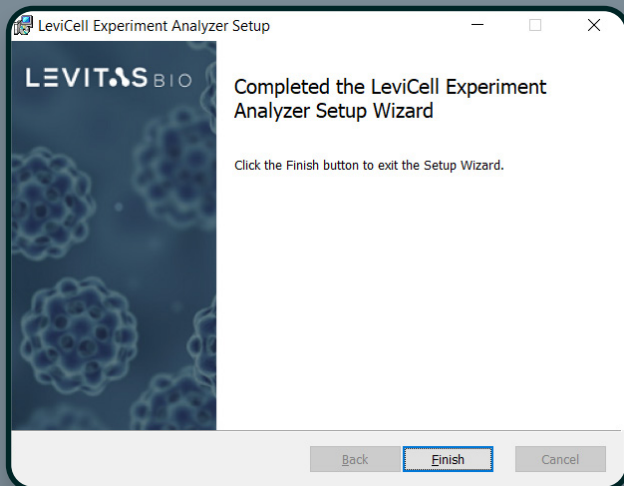 LeviCell Experiment Analyzer Setup
LEVITAS BIO
Completed the LeviCell Experiment
Analyzer Setup Wizard
Click the Finish button to exit the Setup Wizard.
Back
Finish
Cancel